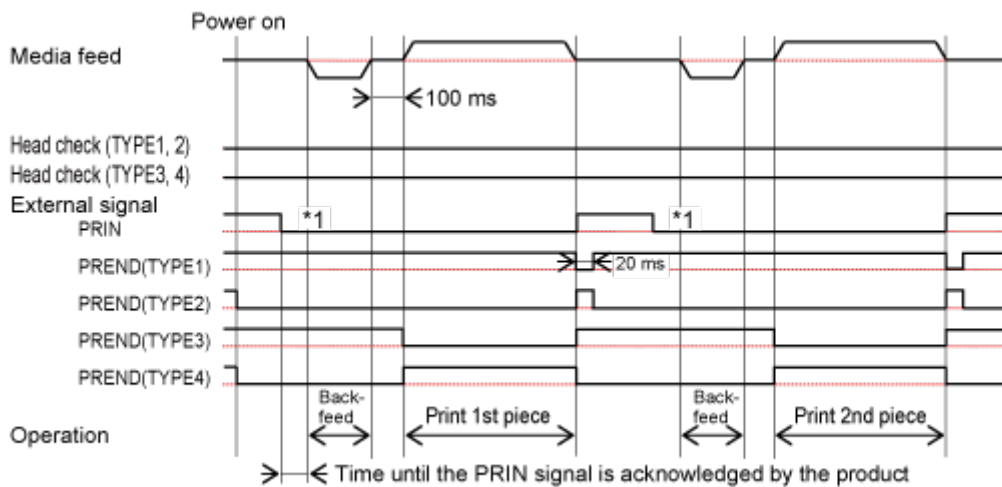 Power on
Media feed
100 ms
Head check (TYPE1, 2)
Head check (TYPE3, 4)
External signal
PRIN
*1
*1
PREND(TYPE1)
20 ms
PREND(TYPE2)
PREND(TYPE3)
PREND(TYPE4)
Back-
feed
Print 1st piece
Back-
feed
Print 2nd piece
Operation
Time until the PRIN signal is acknowledged by the product